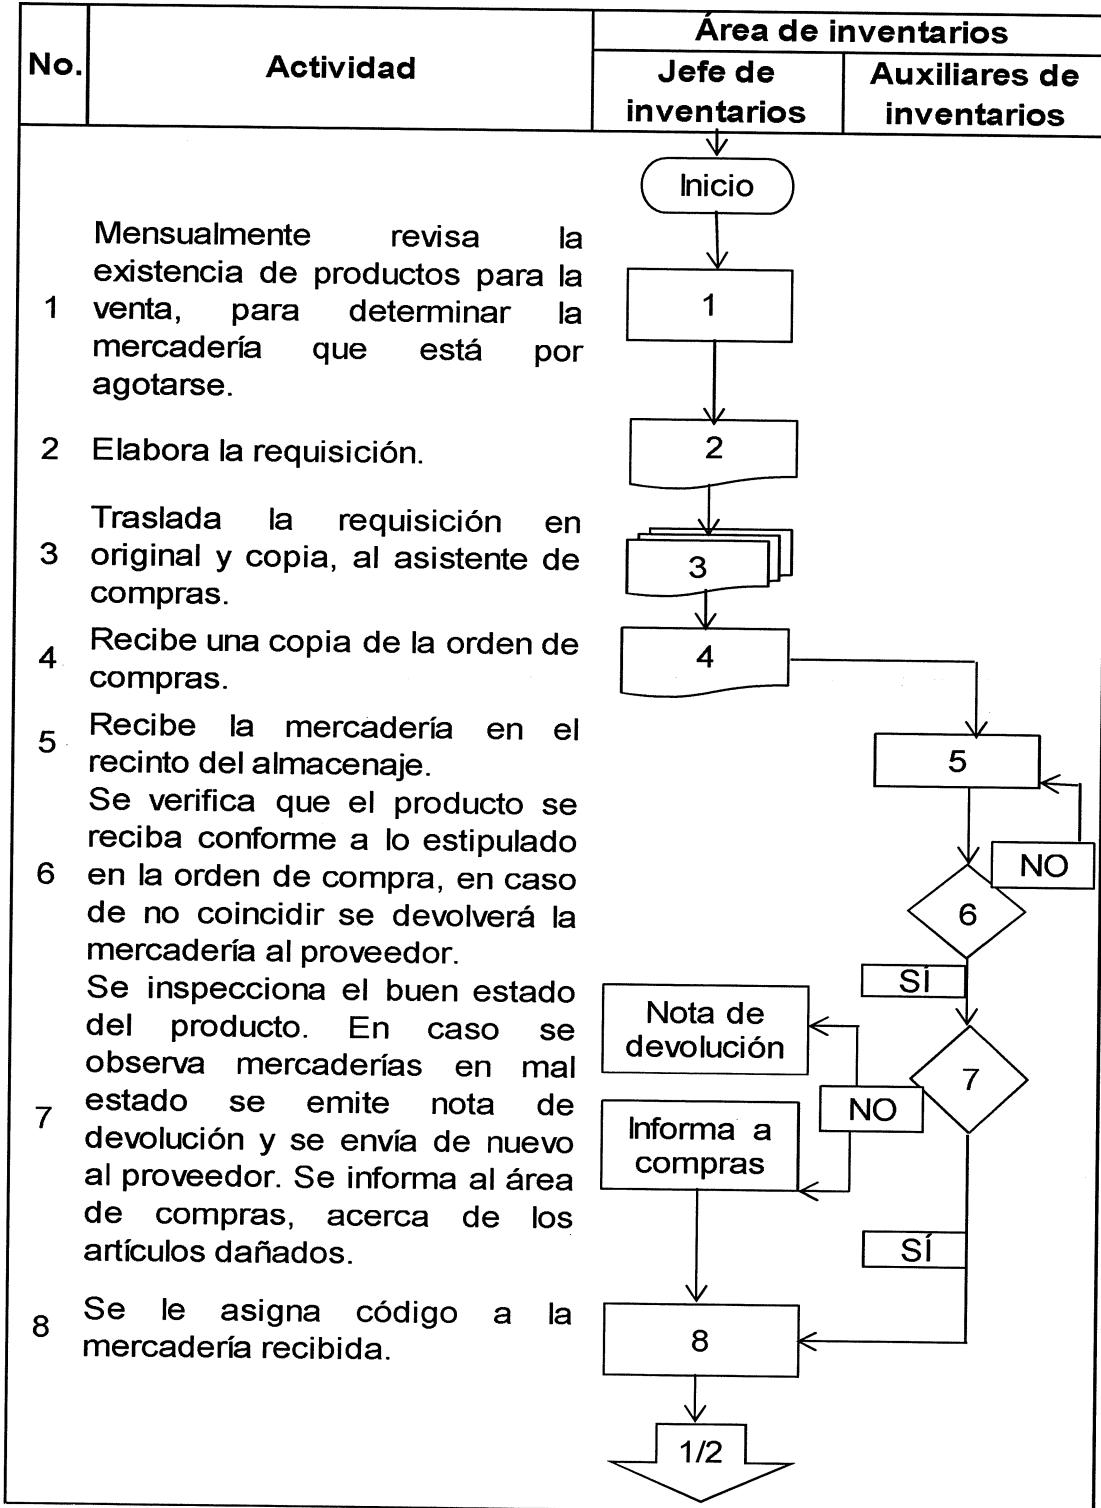 No.
Actividad
Área de inventarios
Jefe de
inventarios
Auxiliares de
inventarios
Inicio
1
Mensualmente revisa la
existencia de productos para la
venta, para determinar la
mercadería que está por
agotarse.
1
2
Elabora la requisición.
2
3
Traslada la requisición en
original y copia, al asistente de
compras.
3
4
Recibe una copia de la orden de
compras.
4
5
Recibe la mercadería en el
recinto del almacenaje.
5
6
Se verifica que el producto se
reciba conforme a lo estipulado
en la orden de compra, en caso
de no coincidir se devolverá la
mercadería al proveedor.
NO
6
SÍ
7
Se inspecciona el buen estado
del producto. En caso se
observa mercaderías en mal
estado se emite nota de
devolución y se envía de nuevo
al proveedor. Se informa al área
de compras, acerca de los
artículos dañados.
Nota de
devolución
7
NO
Informa a
compras
SÍ
8
Se le asigna código a la
mercadería recibida.
8
1/2